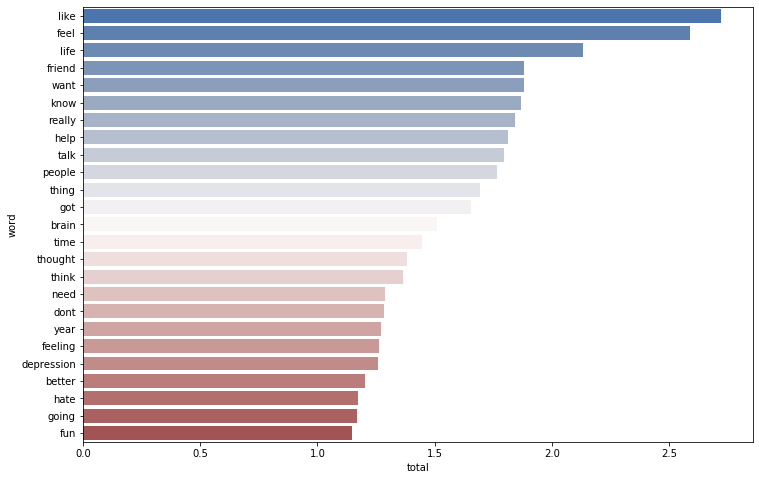 like
feel
life
friend
want
know
really
help
talk
people
thing
got
brain
time
thought
think
need
dont
year
feeling
depression
better
hate
going
fun
word
0.0 0.5 1.0 1.5 2.0 2.5
total